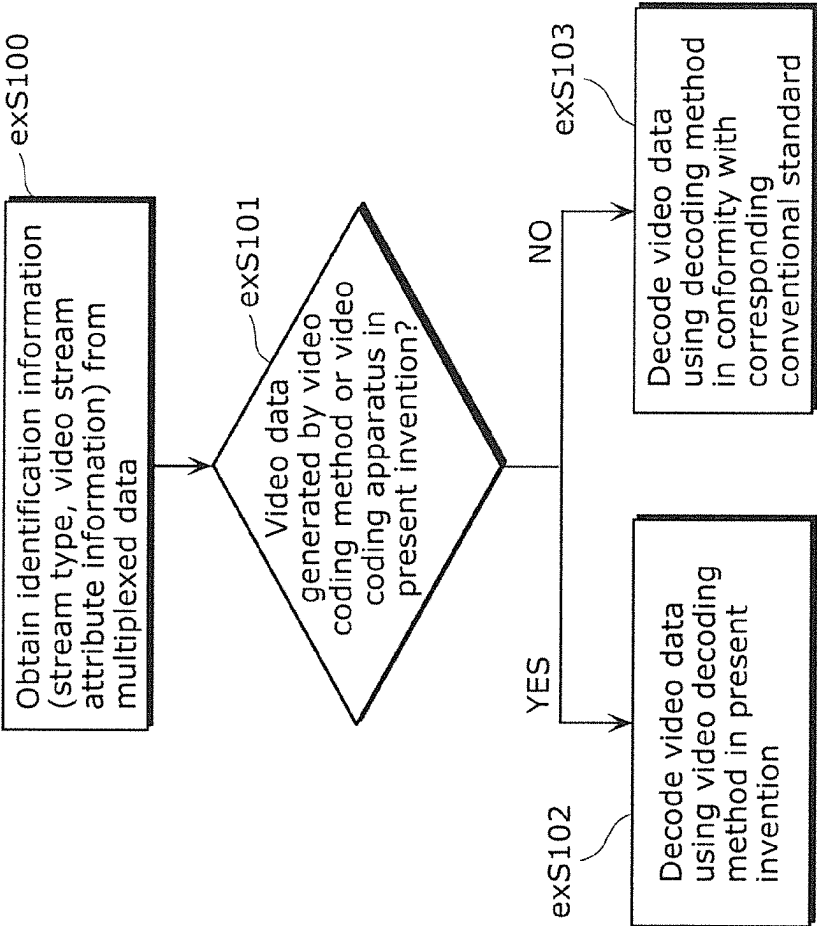 exS100
Obtain identification information
(stream type, video stream
attribute information) from
multiplexed data
exS101
Video data
generated by video
coding method or video
coding apparatus in
present invention?
YES
NO
exS102
Decode video data
using video decoding
method in present
invention
exS103
Decode video data
using decoding method
in conformity with
corresponding
conventional standard